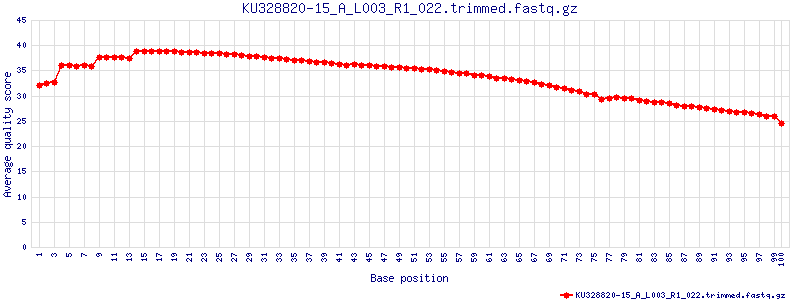 KU328820-15_A_L003_R1_022.trimmed.fastq.gz
Average quality score
45
40
35
30
25
20
15
10
5
0
1 3 5 7 9 11 13 15 17 19 21 23 25 27 29 31 33 35 37 39 41 43 45 47 49 51 53 55 57 59 61 63 65 67 69 71 73 75 77 79 81 83 85 87 89 91 93 95 97 99 100
Base position
KU328820-15_A_L003_R1_022.trimmed.fastq.gz